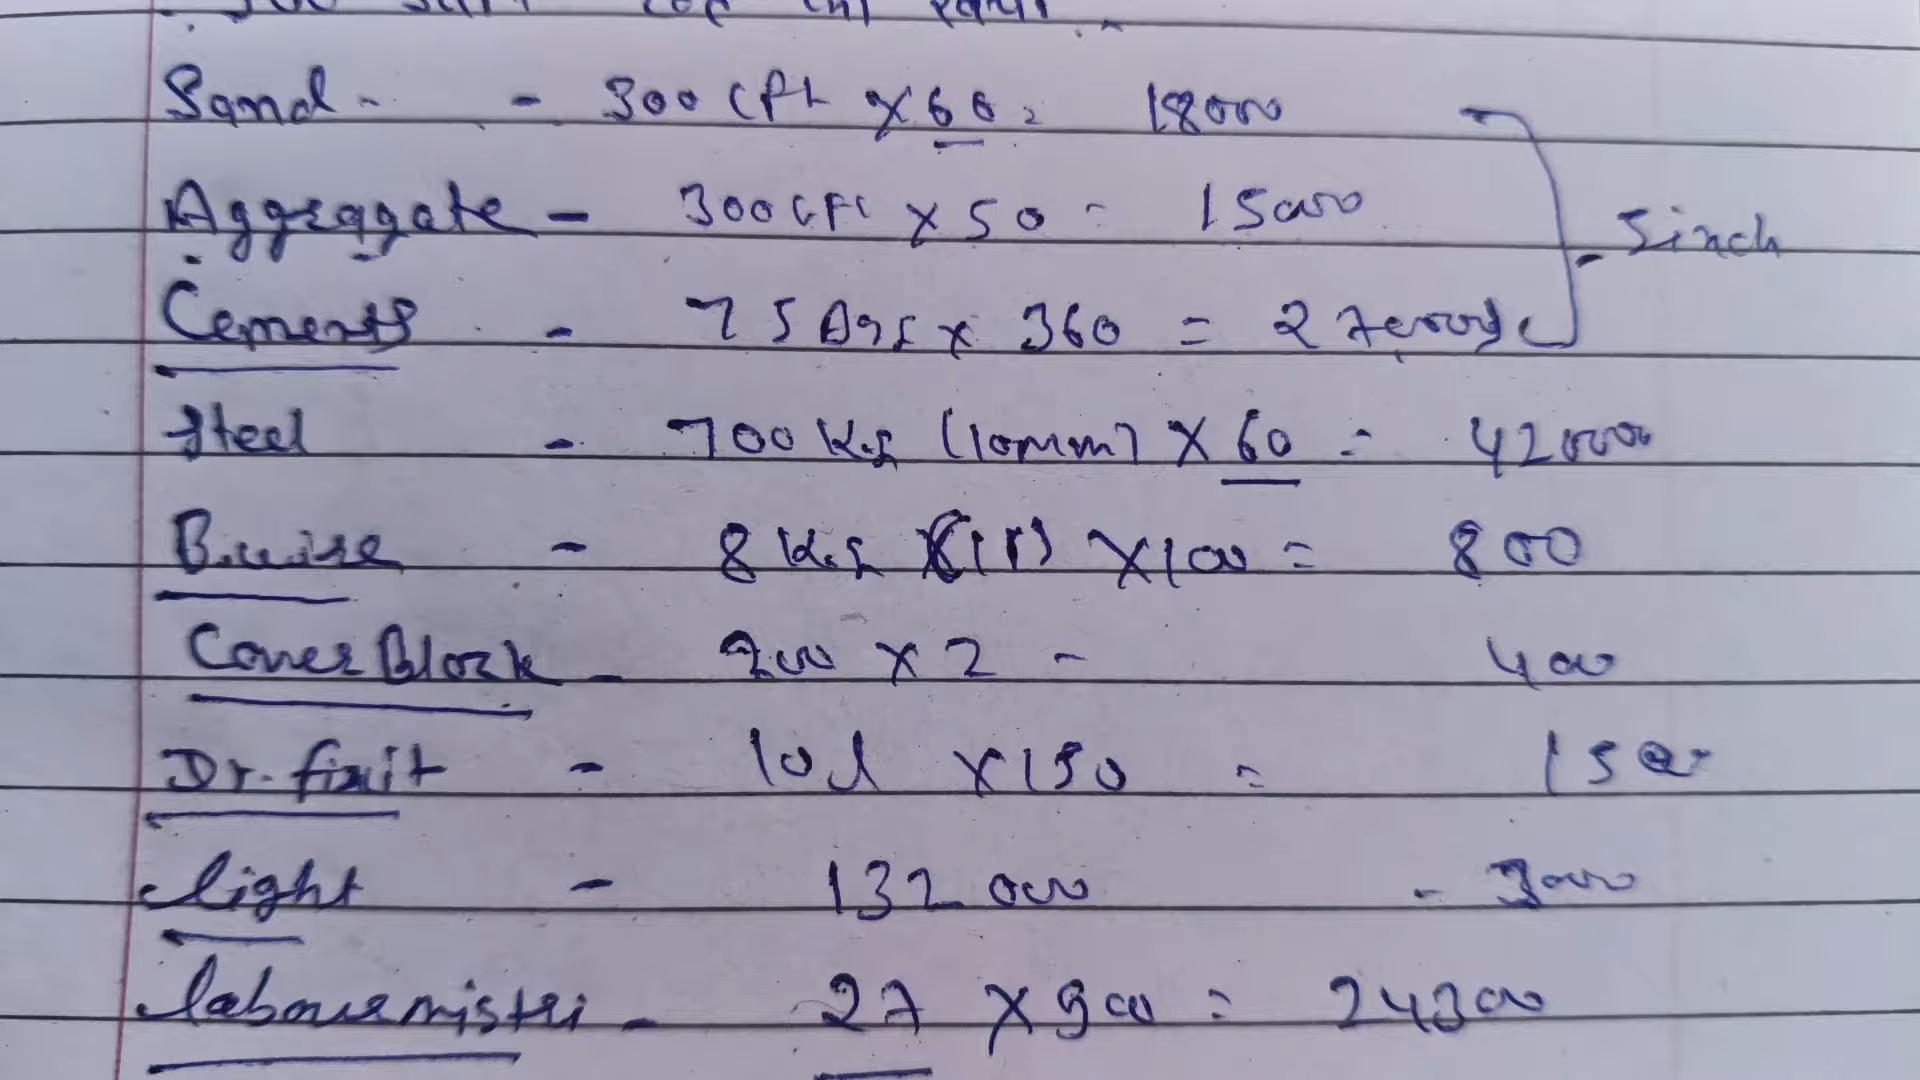 Sand - - 300 cft x 60 = 18000
Aggregate - 300 cft x 50 = 15000
- 5 inch
Cements - 75 Bags x 360 = 27000
Steel - 700 Kg (10mm) x 60 = 42000
B.wire - 8 Kg x 100 = 800
Cover Block - 200 x 2 - 400
Dr. fixit - 10 l x 150 = 1500
light - 132000 - 3000
labour mistri - 27 x 900 = 24300